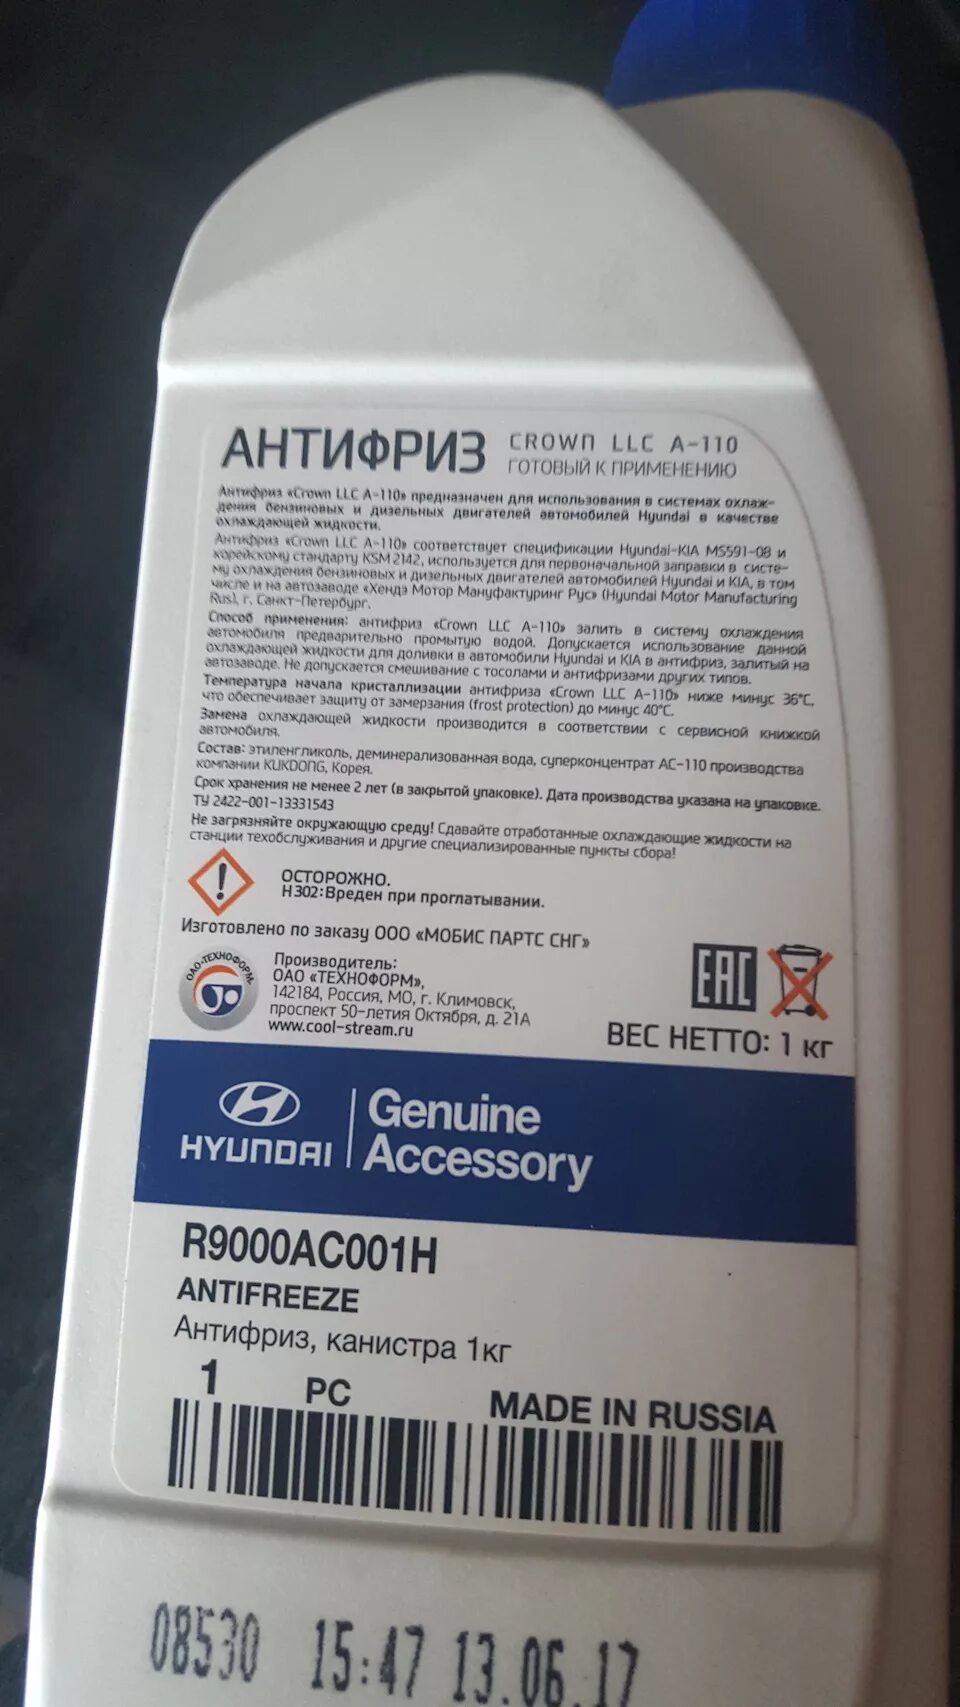 АНТИФРИЗ CROWN LLC A-110
ГОТОВЫЙ К ПРИМЕНЕНИЮ
Антифриз «Crown LLC A-110» предназначен для использования в системах охлаж-
дения бензиновых и дизельных двигателей автомобилей Hyundai в качестве
охлаждающей жидкости.
Антифриз «Crown LLC A-110» соответствует спецификации Hyundai-KIA MS591-08 и
корейскому стандарту KSM 2142, используется для первоначальной заправки в систе-
му охлаждения бензиновых и дизельных двигателей автомобилей Hyundai и KIA, в том
числе и на автозаводе «Хендэ Мотор Мануфактуринг Рус» (Hyundai Motor Manufacturing
Rus), г. Санкт-Петербург.
Способ применения: антифриз «Crown LLC A-110» залить в систему охлаждения
автомобиля предварительно промытую водой. Допускается использование данной
охлаждающей жидкости для доливки в автомобили Hyundai и KIA в антифриз, залитый на
автозаводе. Не допускается смешивание с тосолами и антифризами других типов.
Температура начала кристаллизации антифриза «Crown LLC A-110» ниже минус 36°C,
что обеспечивает защиту от замерзания (frost protection) до минус 40°C.
Замена охлаждающей жидкости производится в соответствии с сервисной книжкой
автомобиля.
Состав: этиленгликоль, деминерализованная вода, суперконцентрат AC-110 производства
компании KUKDONG, Корея.
Срок хранения не менее 2 лет (в закрытой упаковке). Дата производства указана на упаковке.
ТУ 2422-001-13331543
Не загрязняйте окружающую среду! Сдавайте отработанные охлаждающие жидкости на
станции техобслуживания и другие специализированные пункты сбора!
ОСТОРОЖНО.
H302:Вреден при проглатывании.
Изготовлено по заказу ООО «МОБИС ПАРТС СНГ»
ОАО-ТЕХНОФОРМ
Производитель:
ОАО «ТЕХНОФОРМ»,
142184, Россия, МО, г. Климовск,
проспект 50-летия Октября, д. 21А
www.cool-stream.ru
EAC
ВЕС НЕТТО: 1 кг
HYUNDAI
Genuine
Accessory
R9000AC001H
ANTIFREEZE
Антифриз, канистра 1кг
1 PC MADE IN RUSSIA
08530 15:47 13.06.17